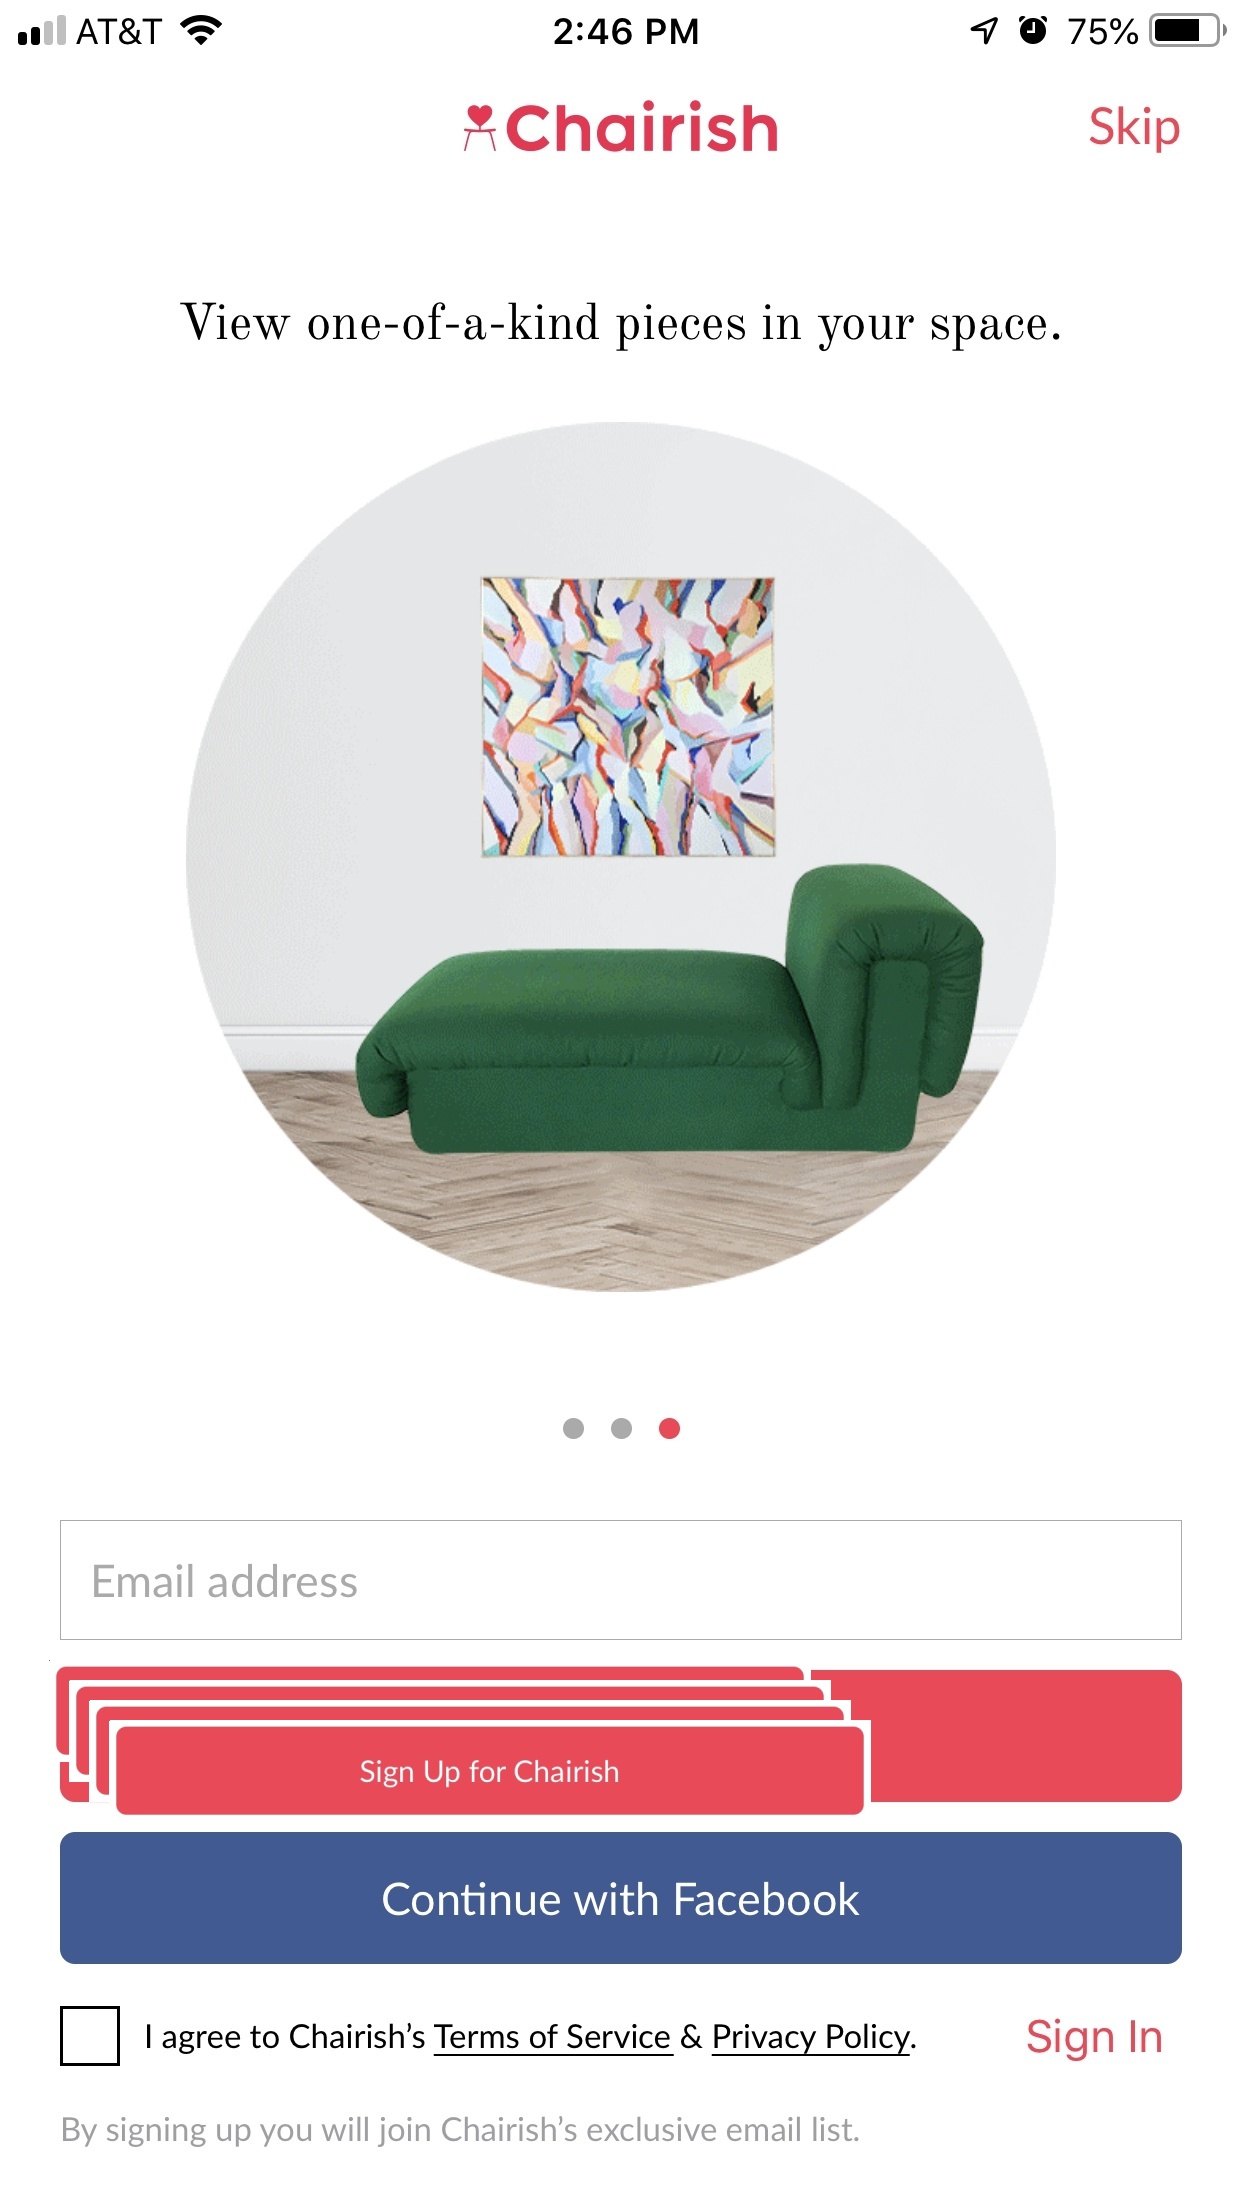 AT&T 2:46 PM 75%
Chairish Skip
View one-of-a-kind pieces in your space.
Email address
Sign Up for Chairish
Continue with Facebook
I agree to Chairish’s Terms of Service & Privacy Policy. Sign In
By signing up you will join Chairish’s exclusive email list.